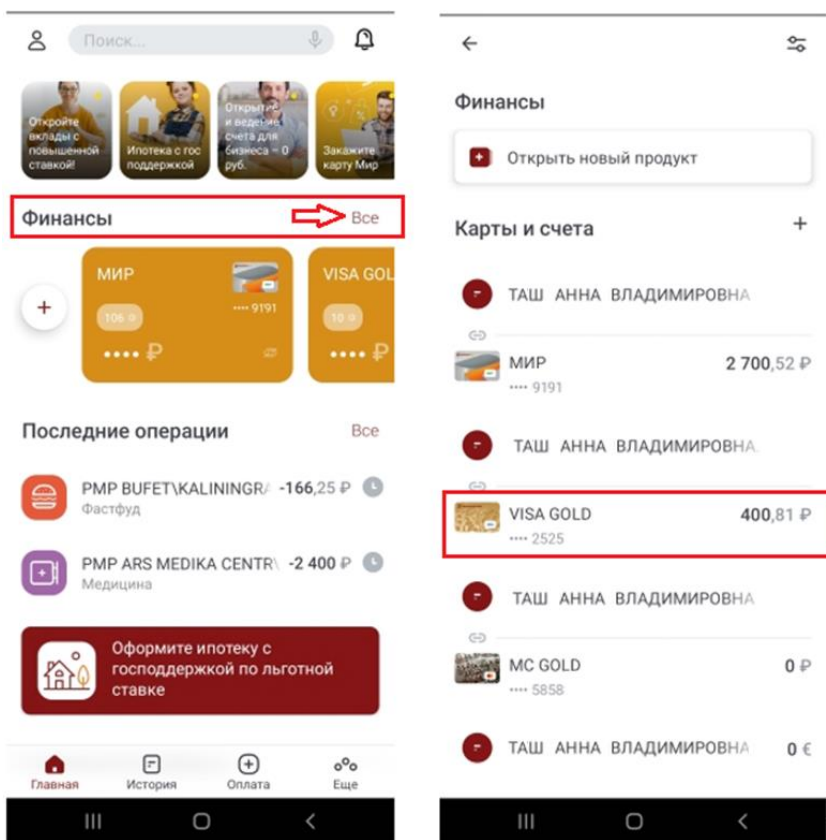 Поиск...
Откройте
вклады с
повышенной
ставкой!
Ипотека с гос
поддержкой
Открытие
и ведение
счета для
бизнеса – 0
руб.
Закажите
карту Мир
Финансы
Все
МИР
106
•••• 9191
•••• ₽
VISA GOL
10
•••• ₽
Последние операции
Все
PMP BUFET\KALININGRA -166,25 ₽
Фастфуд
PMP ARS MEDIKA CENTR\ -2 400 ₽
Медицина
Оформите ипотеку с
господдержкой по льготной
ставке
Главная
История
Оплата
Еще
Финансы
Открыть новый продукт
Карты и счета
ТАШ АННА ВЛАДИМИРОВНА
МИР 2 700,52 ₽
•••• 9191
ТАШ АННА ВЛАДИМИРОВНА
VISA GOLD 400,81 ₽
•••• 2525
ТАШ АННА ВЛАДИМИРОВНА
MC GOLD 0 ₽
•••• 5858
ТАШ АННА ВЛАДИМИРОВНА 0 €